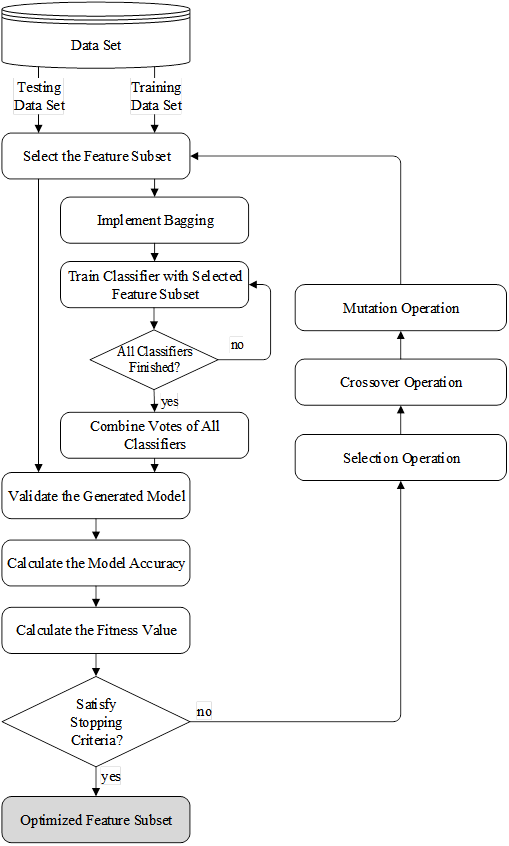 Data Set
Testing
Data Set
Training
Data Set
Select the Feature Subset
Implement Bagging
Train Classifier with Selected
Feature Subset
All Classifiers
Finished?
no
yes
Combine Votes of All
Classifiers
Validate the Generated Model
Calculate the Model Accuracy
Calculate the Fitness Value
Satisfy
Stopping
Criteria?
no
yes
Optimized Feature Subset
Mutation Operation
Crossover Operation
Selection Operation